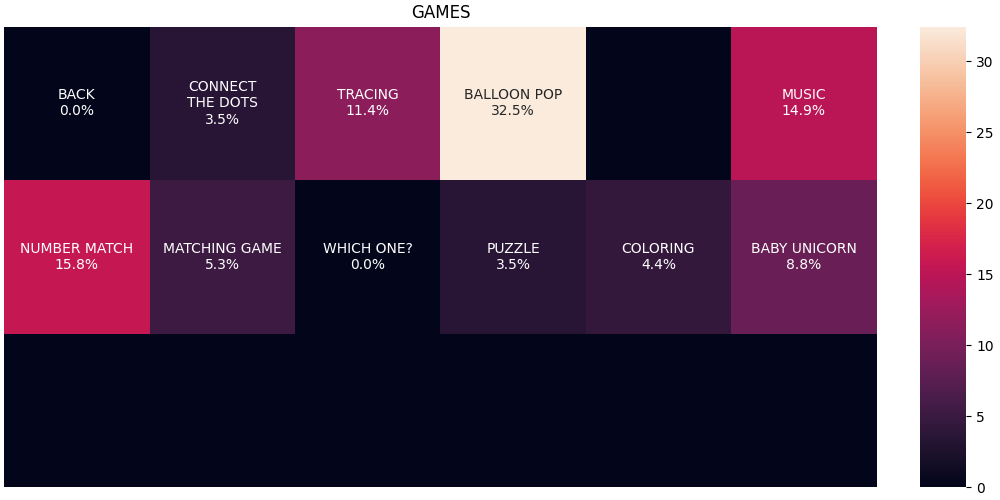 GAMES
BACK
0.0%
CONNECT
THE DOTS
3.5%
TRACING
11.4%
BALLOON POP
32.5%
MUSIC
14.9%
NUMBER MATCH
15.8%
MATCHING GAME
5.3%
WHICH ONE?
0.0%
PUZZLE
3.5%
COLORING
4.4%
BABY UNICORN
8.8%
30
25
20
15
10
5
0